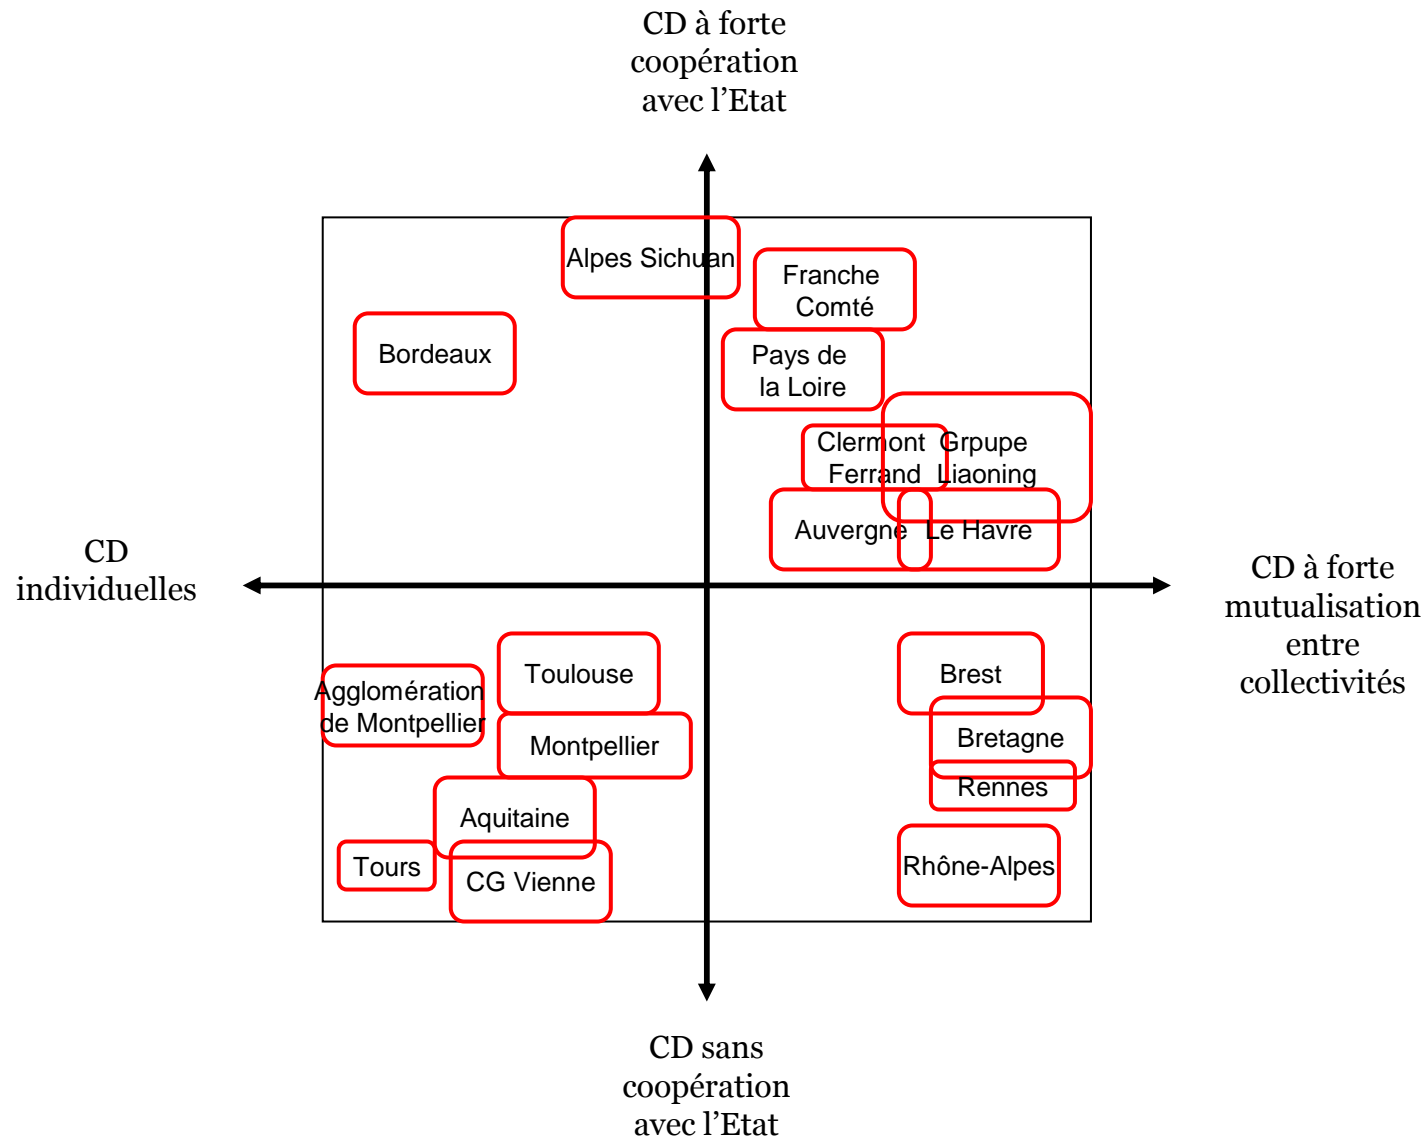 CD à forte
coopération
avec l’Etat
Alpes Sichuan
Franche
Comté
Bordeaux
Pays de
la Loire
Clermont
Ferrand
Grpupe
Liaoning
Auvergne
Le Havre
CD
individuelles
CD à forte
mutualisation
entre
collectivités
Toulouse
Brest
Agglomération
de Montpellier
Montpellier
Bretagne
Rennes
Aquitaine
Tours
CG Vienne
Rhône-Alpes
CD sans
coopération
avec l’Etat